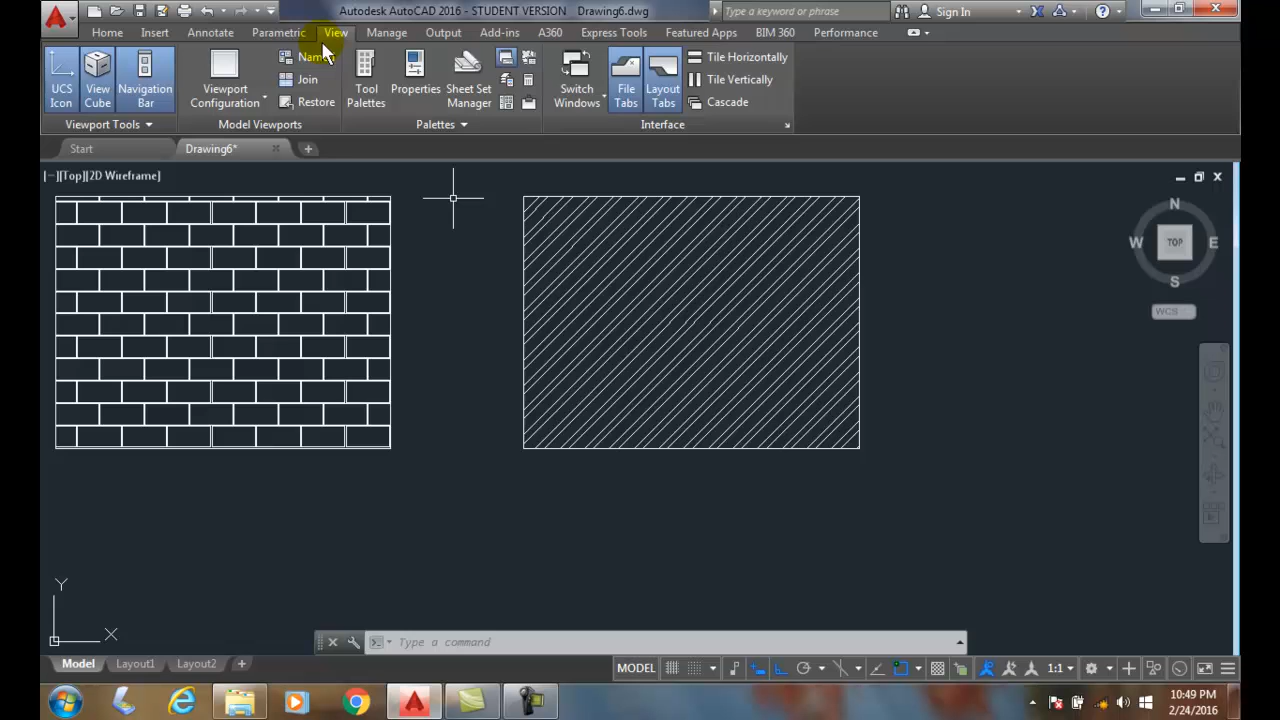 Autodesk AutoCAD 2016 - STUDENT VERSION Drawing6.dwg
Type a keyword or phrase
Sign In
Home Insert Annotate Parametric View Manage Output Add-ins A360 Express Tools Featured Apps BIM 360 Performance
UCS Icon
View Cube
Navigation Bar
Viewport Tools
Viewport Configuration
Join
Restore
Model Viewports
Tool Palettes
Properties
Sheet Set Manager
Palettes
Switch Windows
File Tabs
Layout Tabs
Tile Horizontally
Tile Vertically
Cascade
Interface
Start Drawing6*
[−][Top][2D Wireframe]
N
W TOP E
S
WCS
Y
X
Type a command
Model Layout1 Layout2
MODEL 1:1
10:49 PM
2/24/2016